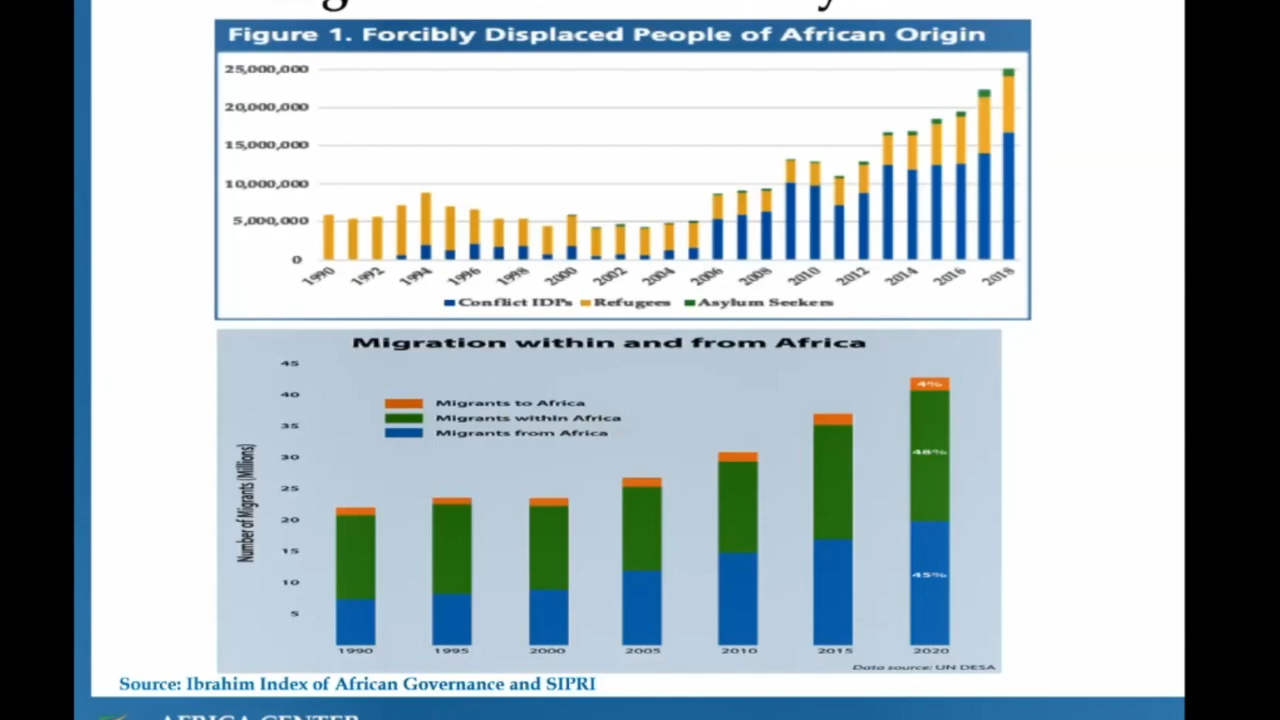 Figure 1. Forcibly Displaced People of African Origin
25,000,000
20,000,000
15,000,000
10,000,000
5,000,000
0
1990 1992 1994 1996 1998 2000 2002 2004 2006 2008 2010 2012 2014 2016 2018
Conflict IDPs Refugees Asylum Seekers
Migration within and from Africa
45
40
35
30
25
20
15
10
5
Number of Migrants (Millions)
Migrants to Africa
Migrants within Africa
Migrants from Africa
4%
48%
45%
1990 1995 2000 2005 2010 2015 2020
Data source: UN DESA
Source: Ibrahim Index of African Governance and SIPRI
AFRICA CENTER